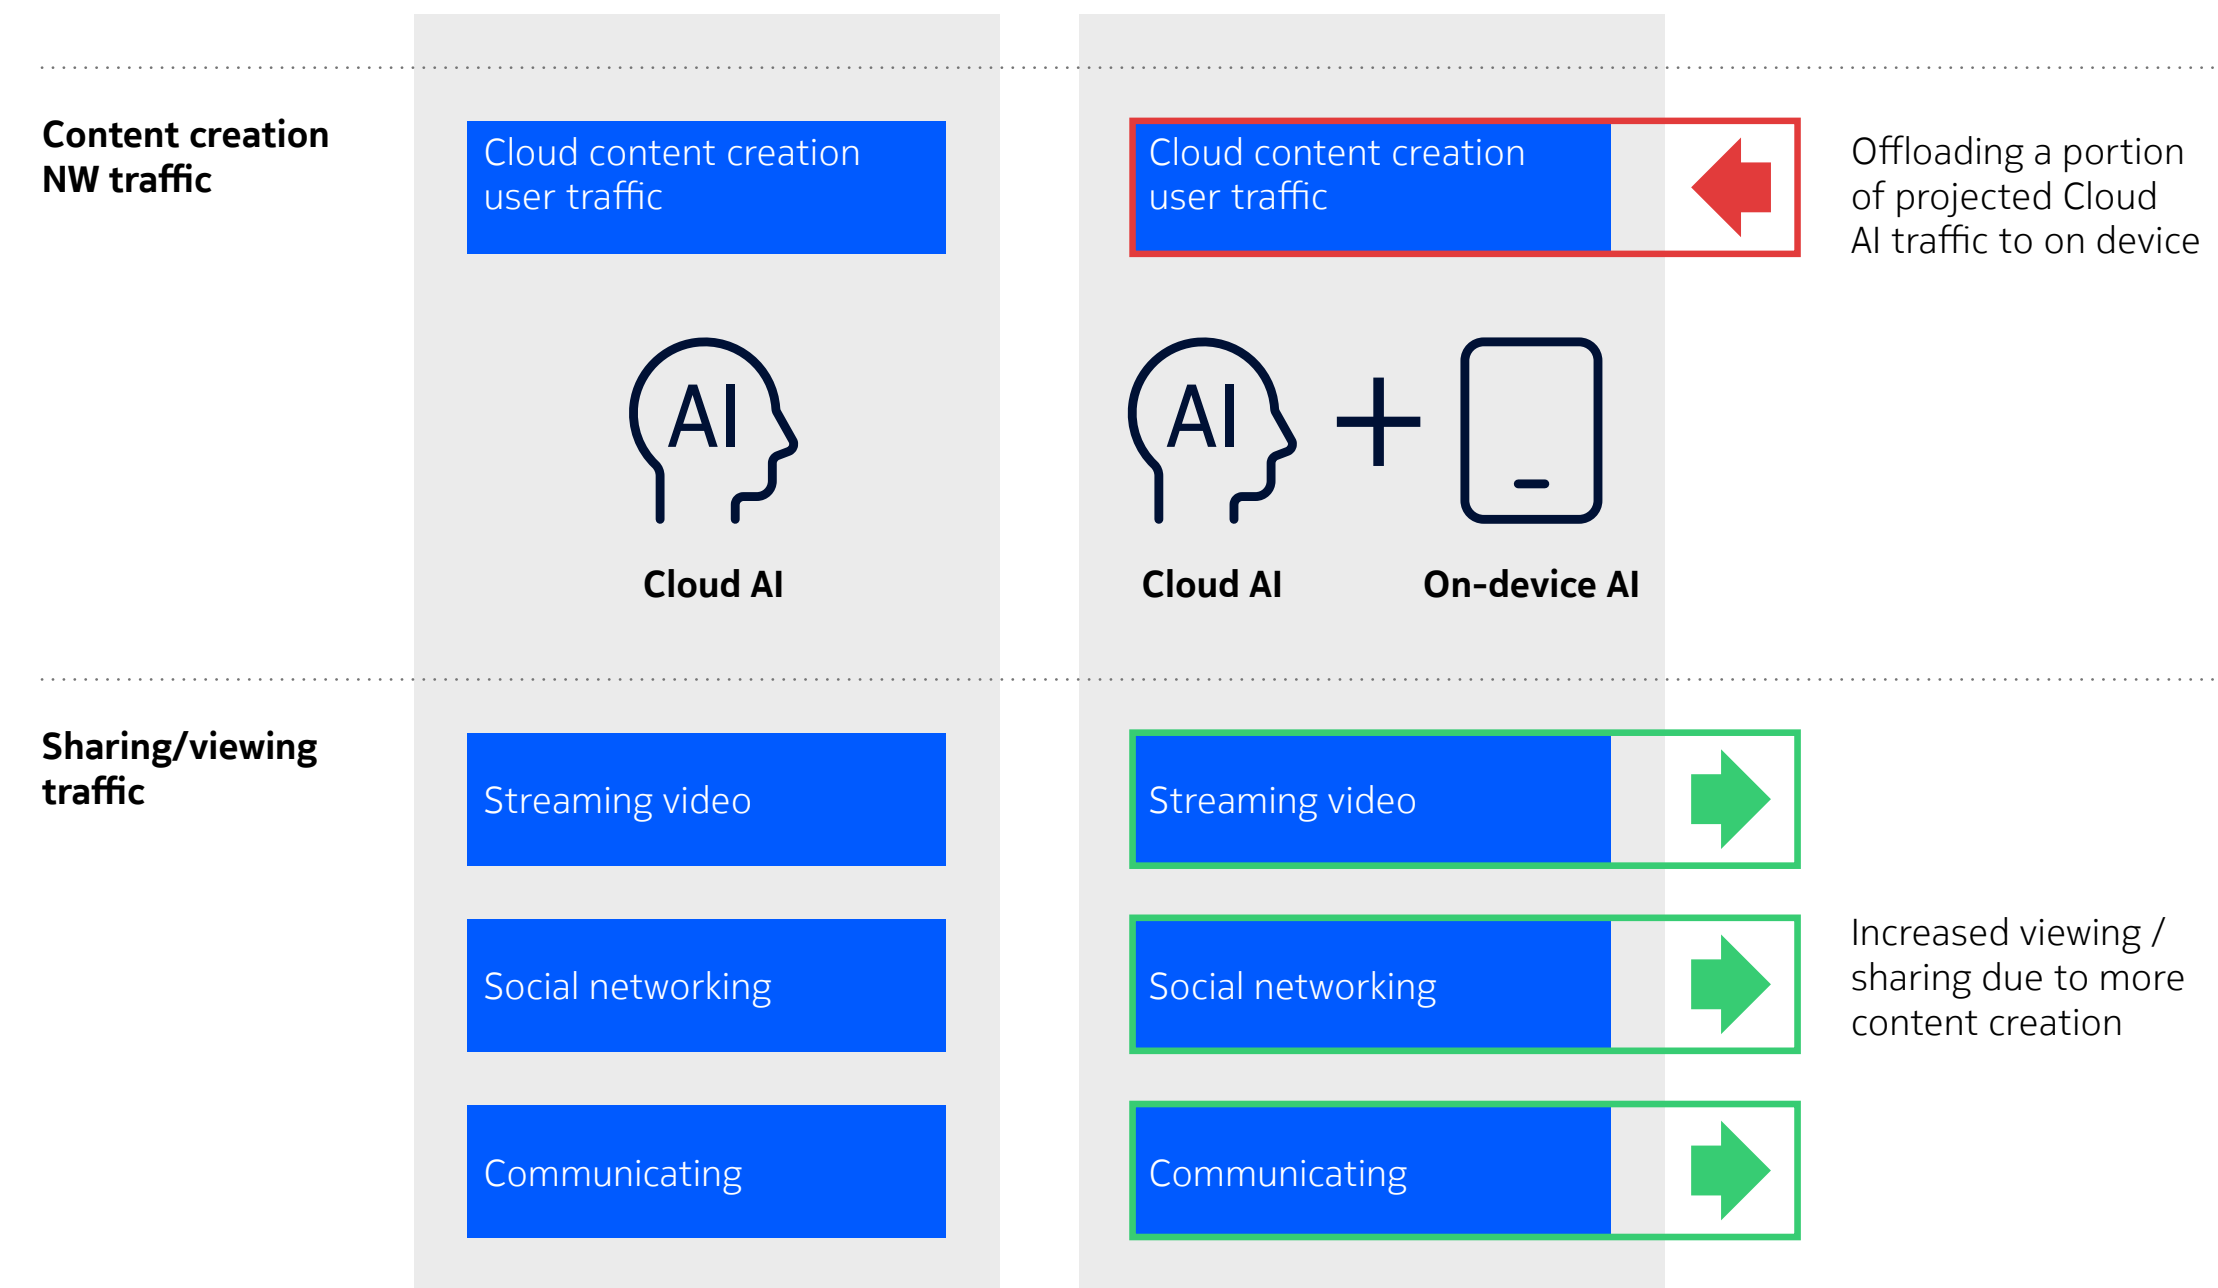 Content creation
NW traffic
Cloud content creation
user traffic
Cloud content creation
user traffic
Offloading a portion
of projected Cloud
AI traffic to on device
AI
AI
Cloud AI
Cloud AI
On-device AI
Sharing/viewing
traffic
Streaming video
Streaming video
Social networking
Social networking
Increased viewing /
sharing due to more
content creation
Communicating
Communicating